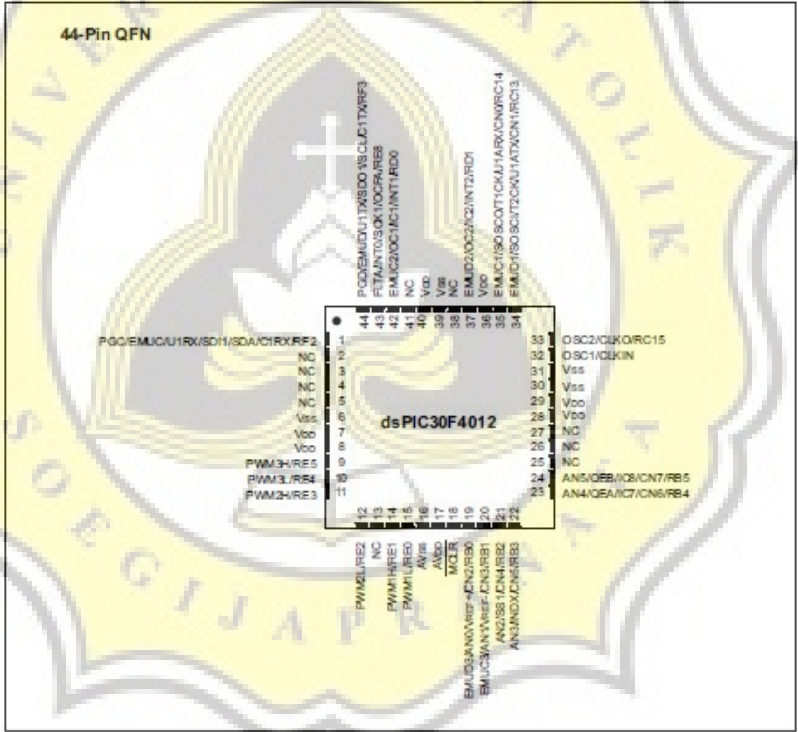 44-Pin QFN
PGD/EMUD/U1TX/SDO1/SCL/C1TX/RF3
FLTA/INT0/SCK1/OCFA/RE8
EMUC2/OC1/IC1/INT1/RD0
NC
VDD
VSS
NC
EMUD2/OC2/IC2/INT2/RD1
VDD
EMUC1/SOSCO/T1CK/U1ARX/CN0/RC14
EMUD1/SOSCI/T2CK/U1ATX/CN1/RC13
44 43 42 41 40 39 38 37 36 35 34
PGC/EMUC/U1RX/SDI1/SDA/C1RX/RF2 1
NC 2
NC 3
NC 4
NC 5
VSS 6
VDD 7
VDD 8
PWM3H/RE5 9
PWM3L/RE4 10
PWM2H/RE3 11
dsPIC30F4012
33 OSC2/CLKO/RC15
32 OSC1/CLKIN
31 VSS
30 VSS
29 VDD
28 VDD
27 NC
26 NC
25 NC
24 AN5/QEB/IC8/CN7/RB5
23 AN4/QEA/IC7/CN6/RB4
12 13 14 15 16 17 18 19 20 21 22
PWM2L/RE2
NC
PWM1H/RE1
PWM1L/RE0
AVSS
AVDD
MCLR
EMUD3/AN0/VREF+/CN2/RB0
EMUC3/AN1/VREF-/CN3/RB1
AN2/SS1/CN4/RB2
AN3/INDX/CN5/RB3